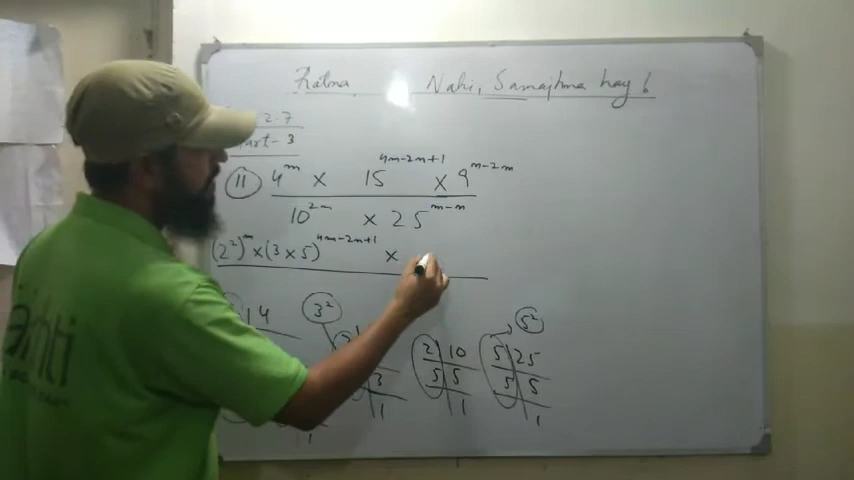 Ratna Nahi, Samajhna hay !
2.7
art-3
(11) 4^m × 15^{4m-2n+1} × 9^{n-2m}
10^{2m} × 25^{m-n}
(2²)^m × (3 × 5)^{4m-2n+1} ×
14 3² 5²
2|10 5|25
3 5|5 5|5
1 1 1
1